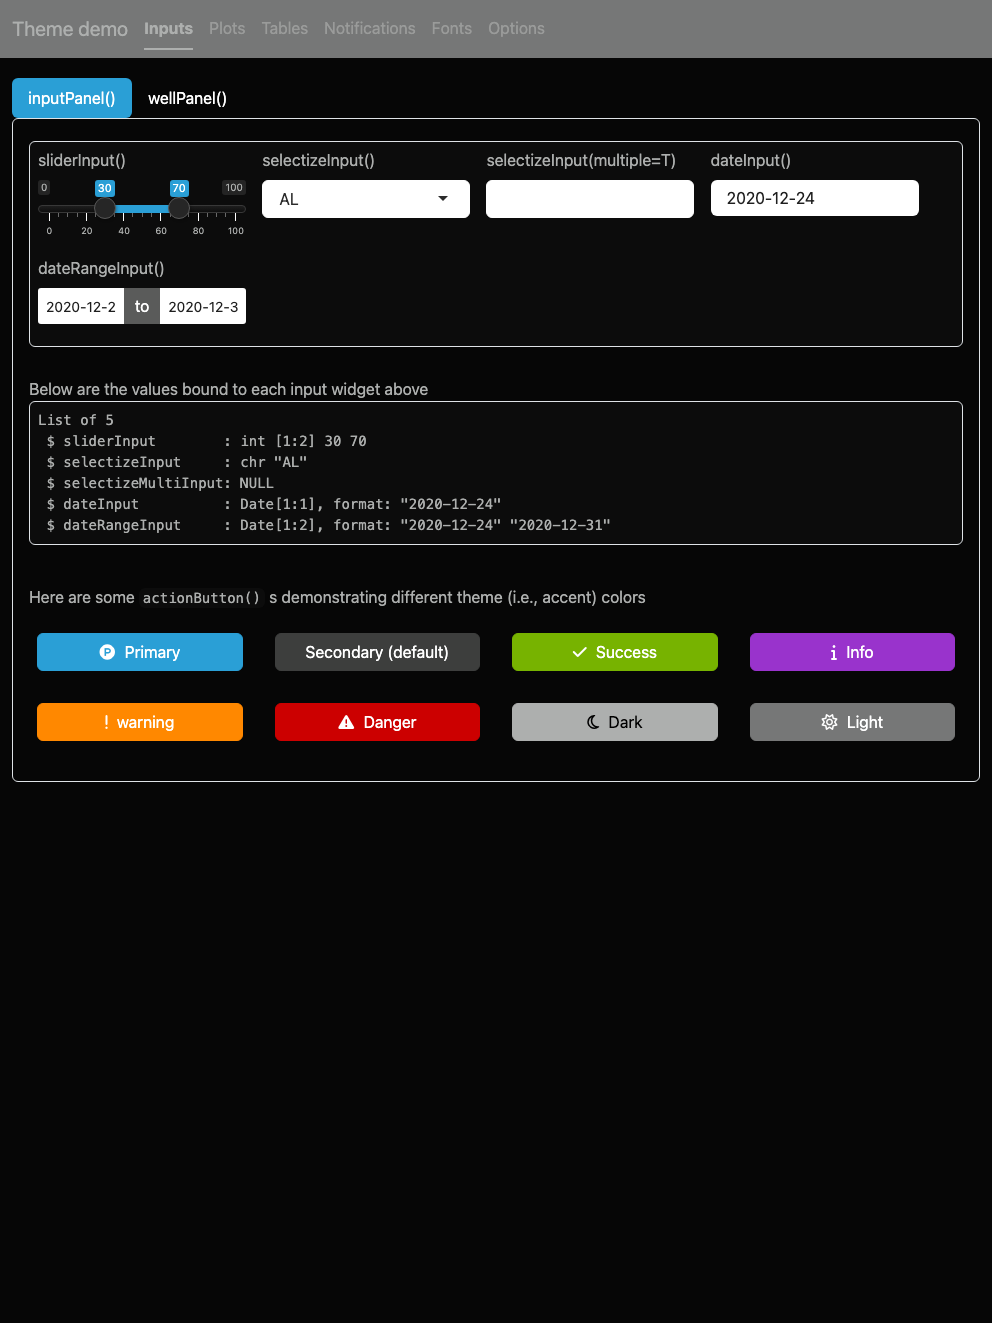 Theme demo Inputs Plots Tables Notifications Fonts Options
inputPanel() wellPanel()
sliderInput() selectizeInput() selectizeInput(multiple=T) dateInput()
0 30 70 100
AL
2020-12-24
0 20 40 60 80 100
dateRangeInput()
2020-12-2 to 2020-12-3
Below are the values bound to each input widget above
List of 5
$ sliderInput : int [1:2] 30 70
$ selectizeInput : chr "AL"
$ selectizeMultiInput: NULL
$ dateInput : Date[1:1], format: "2020-12-24"
$ dateRangeInput : Date[1:2], format: "2020-12-24" "2020-12-31"
Here are some actionButton() s demonstrating different theme (i.e., accent) colors
Primary Secondary (default) Success Info
warning Danger Dark Light